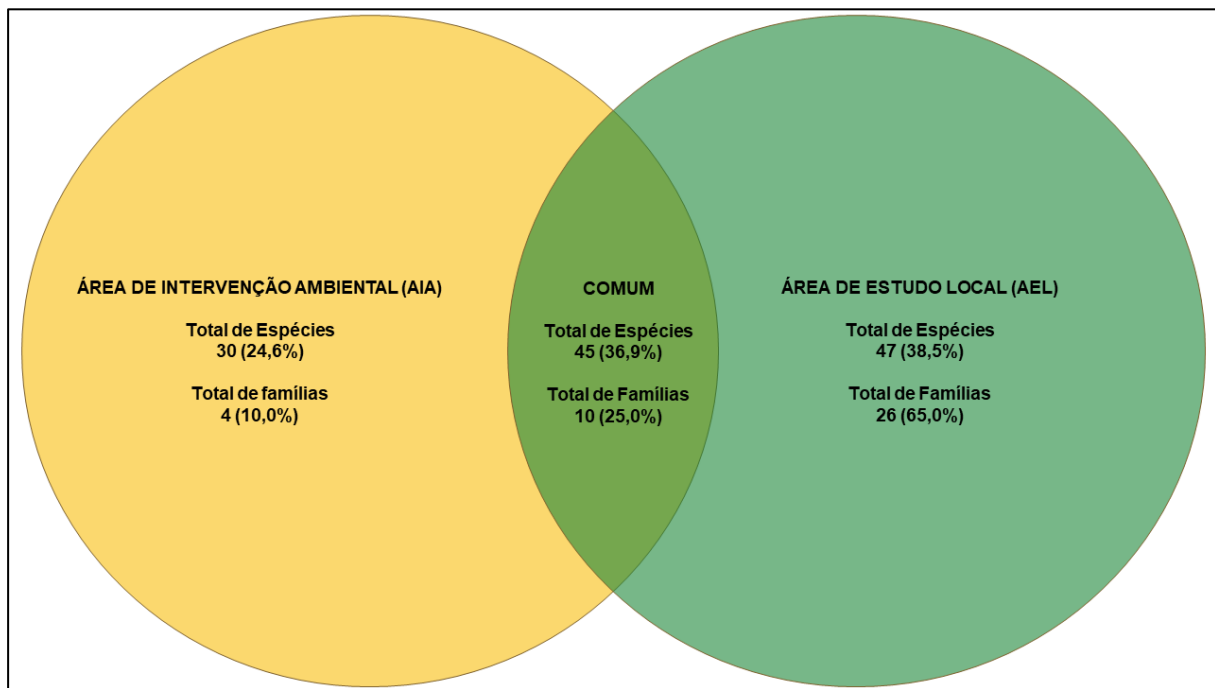 ÁREA DE INTERVENÇÃO AMBIENTAL (AIA)
Total de Espécies
30 (24,6%)
Total de famílias
4 (10,0%)
COMUM
Total de Espécies
45 (36,9%)
Total de Famílias
10 (25,0%)
ÁREA DE ESTUDO LOCAL (AEL)
Total de Espécies
47 (38,5%)
Total de Famílias
26 (65,0%)